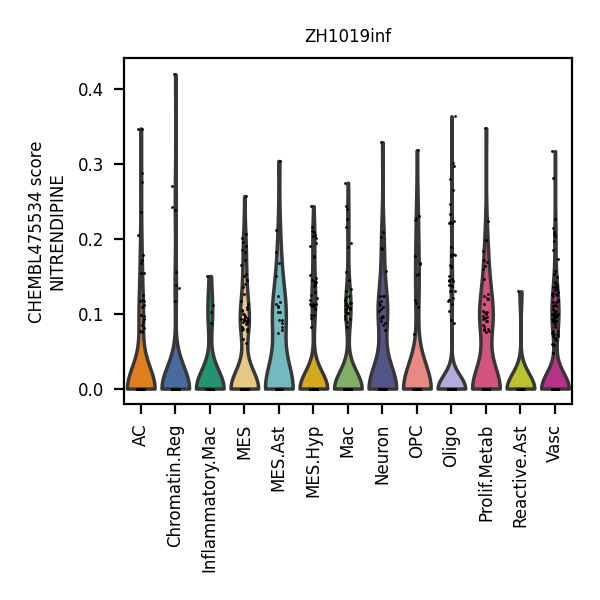 ZH1019inf
CHEMBL475534 score
NITRENDIPINE
0.4
0.3
0.2
0.1
0.0
AC
Chromatin.Reg
Inflammatory.Mac
MES
MES.Ast
MES.Hyp
Mac
Neuron
OPC
Oligo
Prolif.Metab
Reactive.Ast
Vasc